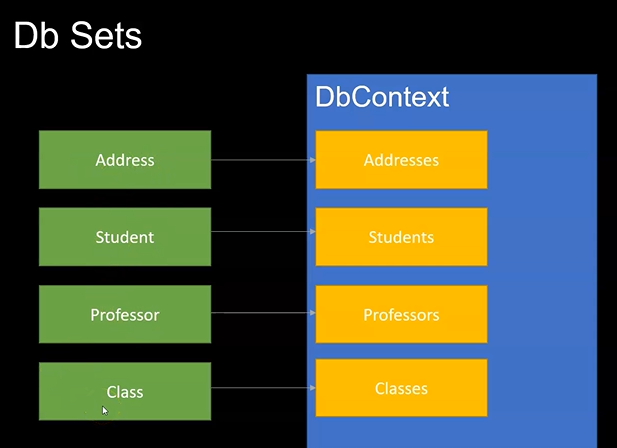 Db Sets
DbContext
Address
Addresses
Student
Students
Professor
Professors
Class
Classes